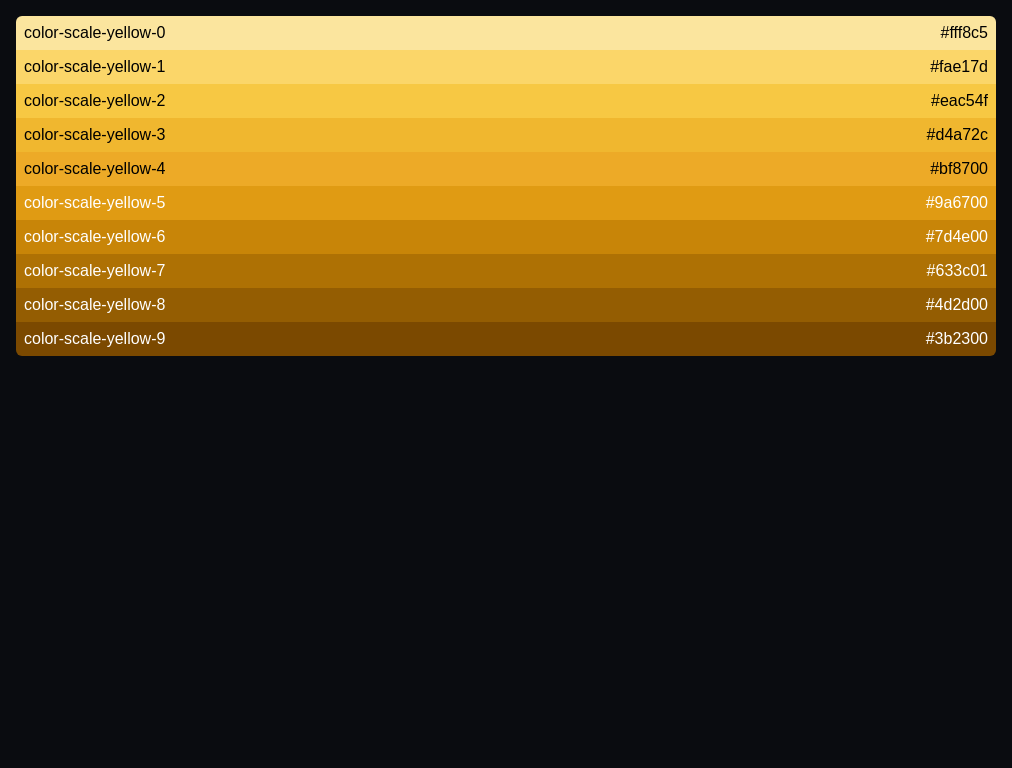 color-scale-yellow-0 #fff8c5
color-scale-yellow-1 #fae17d
color-scale-yellow-2 #eac54f
color-scale-yellow-3 #d4a72c
color-scale-yellow-4 #bf8700
color-scale-yellow-5 #9a6700
color-scale-yellow-6 #7d4e00
color-scale-yellow-7 #633c01
color-scale-yellow-8 #4d2d00
color-scale-yellow-9 #3b2300